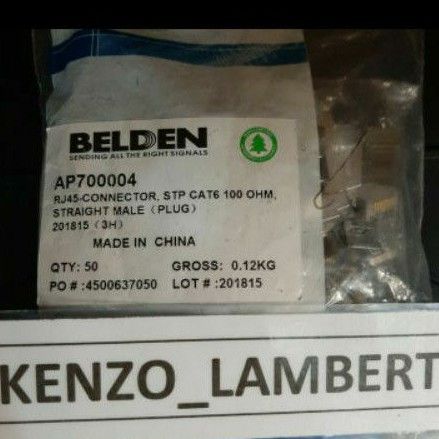 BELDEN
SENDING ALL THE RIGHT SIGNALS
AP700004
RJ45-CONNECTOR, STP CAT6 100 OHM,
STRAIGHT MALE (PLUG)
201815 (3H)
MADE IN CHINA
QTY: 50 GROSS: 0.12KG
PO # :4500637050 LOT # :201815
KENZO_LAMBERT